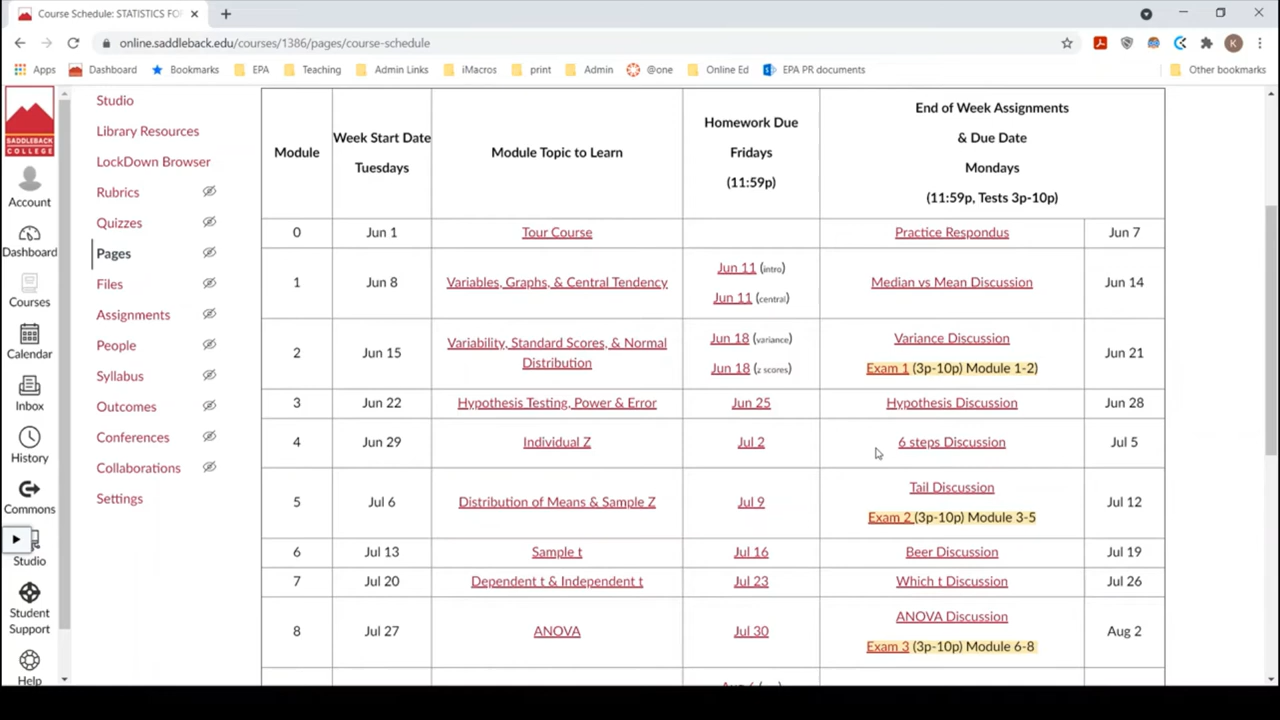 Course Schedule: STATISTICS FO
online.saddleback.edu/courses/1386/pages/course-schedule
K
Apps Dashboard Bookmarks EPA Teaching Admin Links iMacros print Admin @one Online Ed EPA PR documents Other bookmarks
SADDLEBACK
COLLEGE
Account
Dashboard
Courses
Calendar
Inbox
History
Commons
Studio
Student
Support
Help
Studio
Library Resources
LockDown Browser
Rubrics
Quizzes
Pages
Files
Assignments
People
Syllabus
Outcomes
Conferences
Collaborations
Settings
Module
Week Start Date
Tuesdays
Module Topic to Learn
Homework Due
Fridays
(11:59p)
End of Week Assignments
& Due Date
Mondays
(11:59p, Tests 3p-10p)
0 Jun 1 Tour Course Practice Respondus Jun 7
1 Jun 8 Variables, Graphs, & Central Tendency
Jun 11 (intro)
Jun 11 (central)
Median vs Mean Discussion Jun 14
2 Jun 15 Variability, Standard Scores, & Normal
Distribution
Jun 18 (variance)
Jun 18 (z scores)
Variance Discussion
Exam 1 (3p-10p) Module 1-2)
Jun 21
3 Jun 22 Hypothesis Testing, Power & Error Jun 25 Hypothesis Discussion Jun 28
4 Jun 29 Individual Z Jul 2 6 steps Discussion Jul 5
5 Jul 6 Distribution of Means & Sample Z Jul 9
Tail Discussion
Exam 2 (3p-10p) Module 3-5
Jul 12
6 Jul 13 Sample t Jul 16 Beer Discussion Jul 19
7 Jul 20 Dependent t & Independent t Jul 23 Which t Discussion Jul 26
8 Jul 27 ANOVA Jul 30
ANOVA Discussion
Exam 3 (3p-10p) Module 6-8
Aug 2